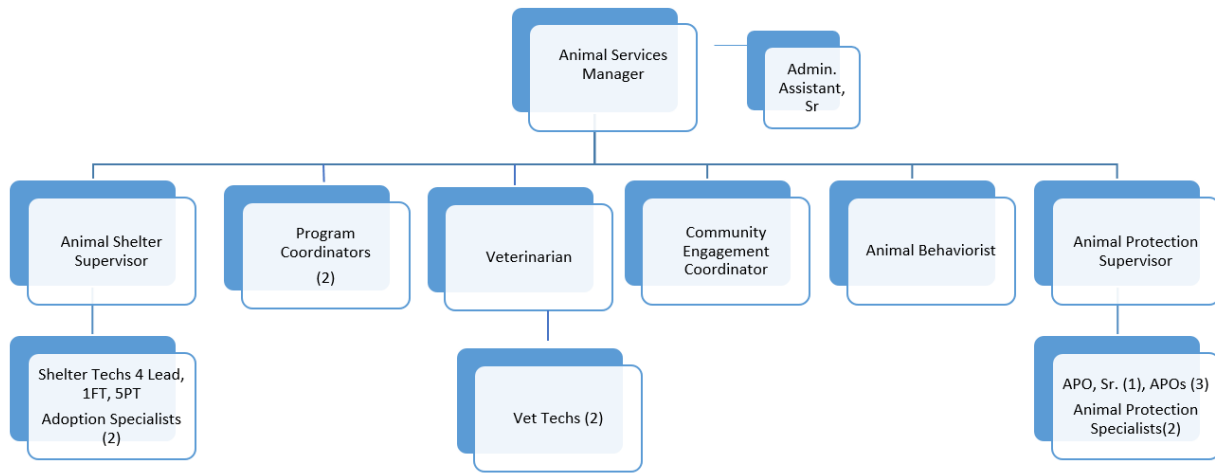 Animal Services
Manager
Admin.
Assistant,
Sr
Animal Shelter
Supervisor
Program
Coordinators
(2)
Veterinarian
Community
Engagement
Coordinator
Animal Behaviorist
Animal Protection
Supervisor
Shelter Techs 4 Lead,
1FT, 5PT
Adoption Specialists
(2)
Vet Techs (2)
APO, Sr. (1), APOs (3)
Animal Protection
Specialists(2)